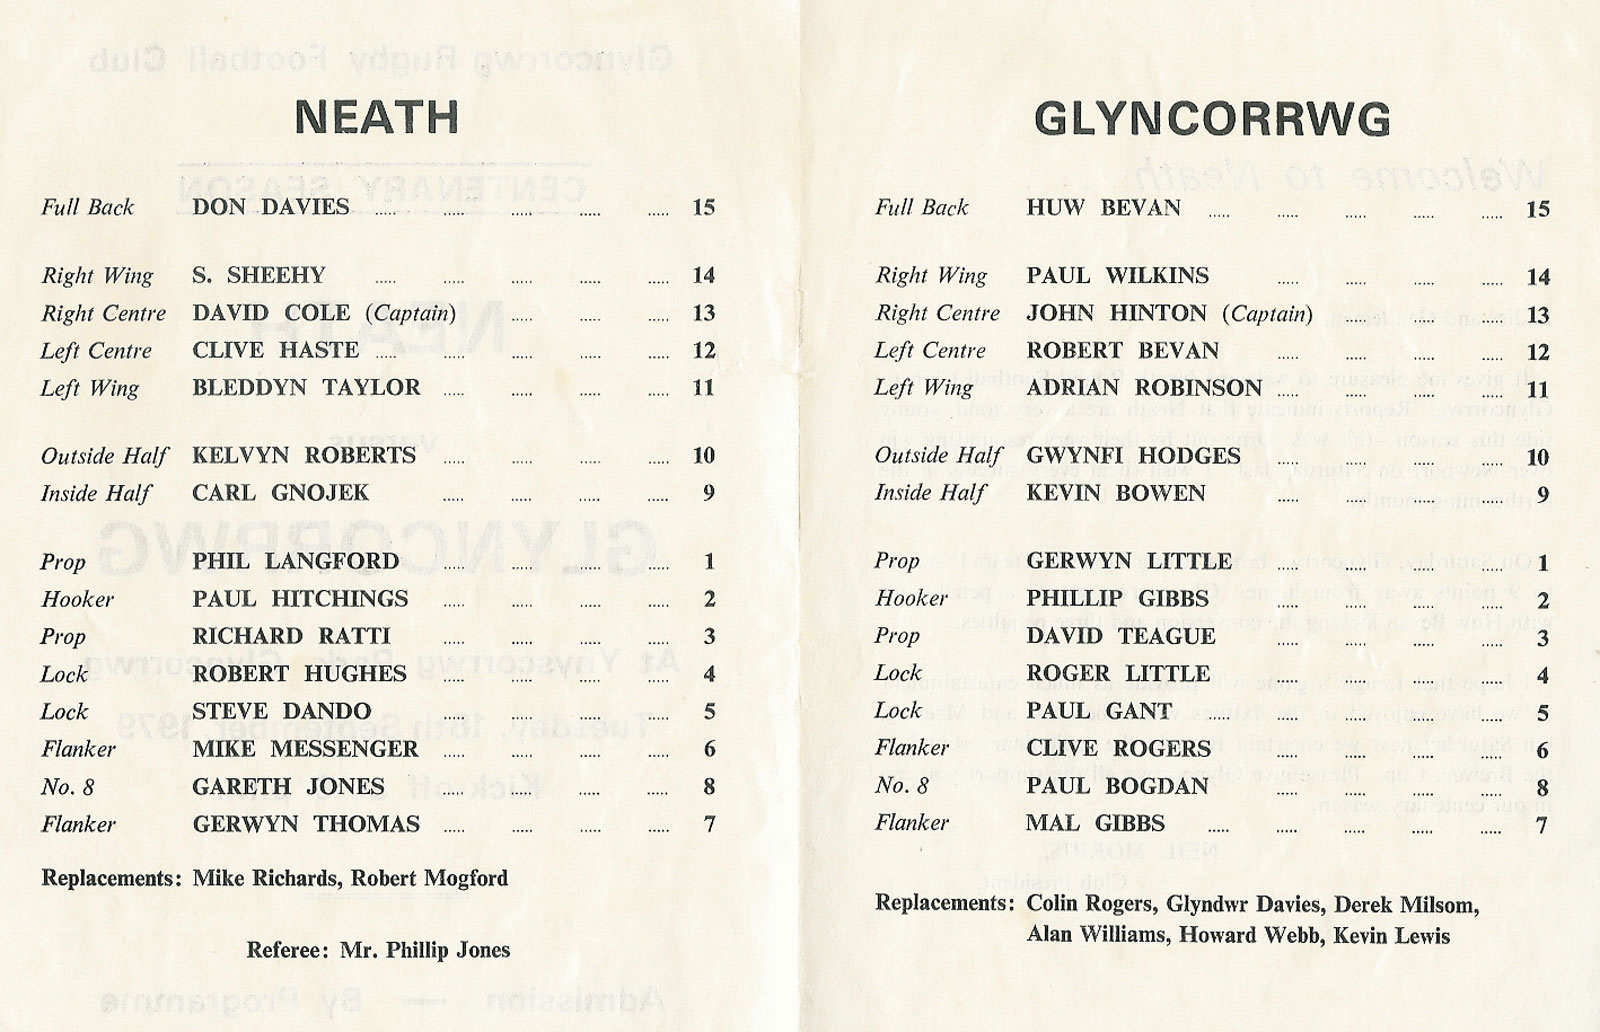 NEATH
Full Back DON DAVIES ..... ..... ..... ..... ..... 15
Right Wing S. SHEEHY ..... ..... ..... ..... ..... 14
Right Centre DAVID COLE (Captain) ..... ..... ..... 13
Left Centre CLIVE HASTE ..... ..... ..... ..... ..... 12
Left Wing BLEDDYN TAYLOR ..... ..... ..... ..... 11
Outside Half KELVYN ROBERTS ..... ..... ..... ..... 10
Inside Half CARL GNOJEK ..... ..... ..... ..... 9
Prop PHIL LANGFORD ..... ..... ..... ..... 1
Hooker PAUL HITCHINGS ..... ..... ..... ..... 2
Prop RICHARD RATTI ..... ..... ..... ..... 3
Lock ROBERT HUGHES ..... ..... ..... ..... 4
Lock STEVE DANDO ..... ..... ..... ..... 5
Flanker MIKE MESSENGER ..... ..... ..... ..... 6
No. 8 GARETH JONES ..... ..... ..... ..... 8
Flanker GERWYN THOMAS ..... ..... ..... ..... 7
Replacements: Mike Richards, Robert Mogford
Referee: Mr. Phillip Jones
GLYNCORRWG
Full Back HUW BEVAN ..... ..... ..... ..... ..... 15
Right Wing PAUL WILKINS ..... ..... ..... ..... 14
Right Centre JOHN HINTON (Captain) ..... ..... ..... 13
Left Centre ROBERT BEVAN ..... ..... ..... ..... 12
Left Wing ADRIAN ROBINSON ..... ..... ..... ..... 11
Outside Half GWYNFI HODGES ..... ..... ..... ..... 10
Inside Half KEVIN BOWEN ..... ..... ..... ..... 9
Prop GERWYN LITTLE ..... ..... ..... ..... 1
Hooker PHILLIP GIBBS ..... ..... ..... ..... 2
Prop DAVID TEAGUE ..... ..... ..... ..... 3
Lock ROGER LITTLE ..... ..... ..... ..... 4
Lock PAUL GANT ..... ..... ..... ..... ..... 5
Flanker CLIVE ROGERS ..... ..... ..... ..... 6
No. 8 PAUL BOGDAN ..... ..... ..... ..... 8
Flanker MAL GIBBS ..... ..... ..... ..... ..... 7
Replacements: Colin Rogers, Glyndwr Davies, Derek Milsom,
Alan Williams, Howard Webb, Kevin Lewis